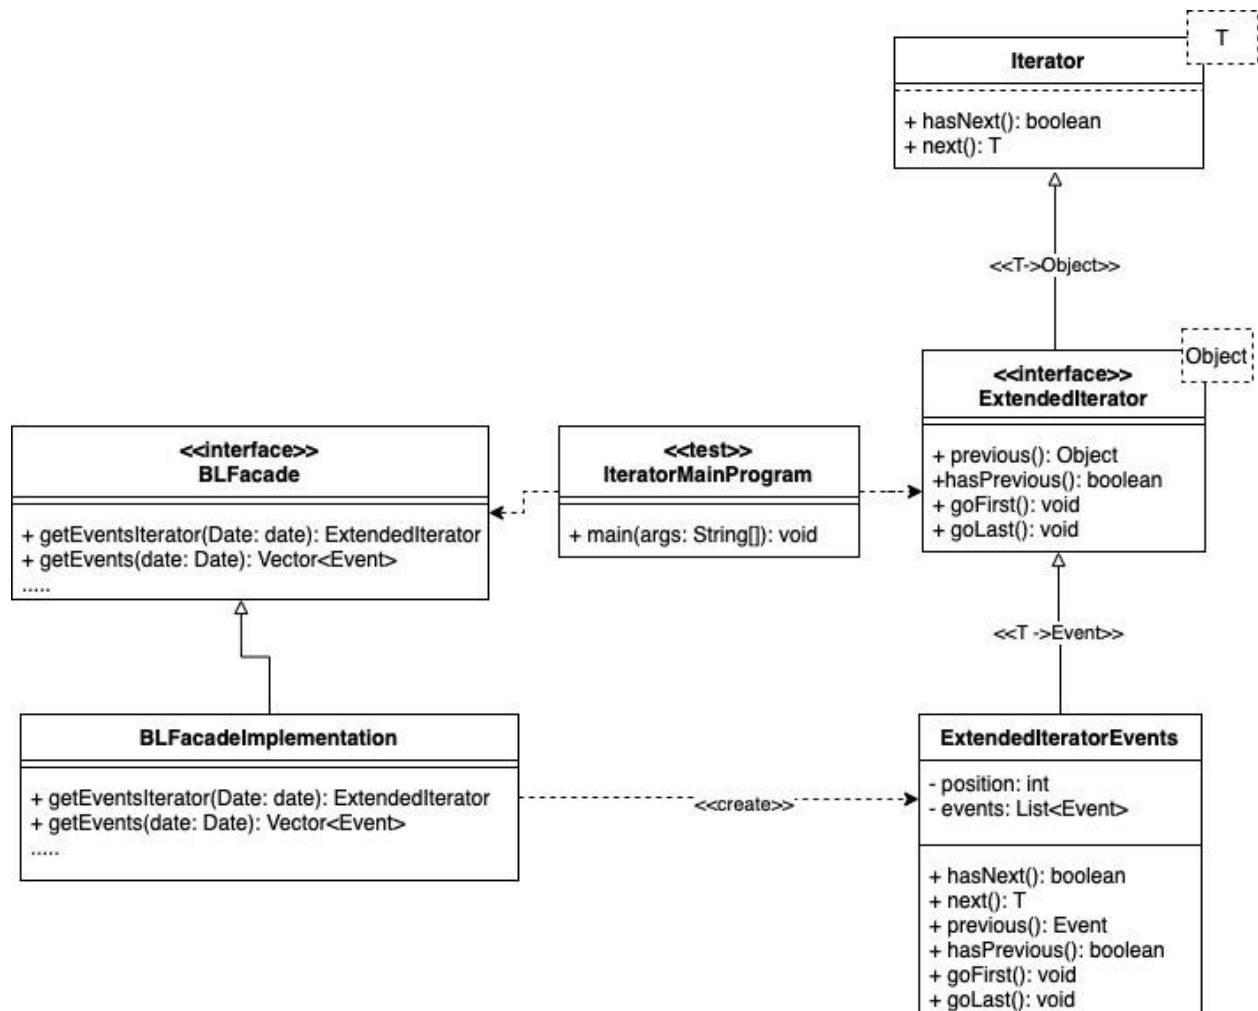 T
Iterator
+ hasNext(): boolean
+ next(): T
<<T->Object>>
Object
<<interface>>
ExtendedIterator
+ previous(): Object
+hasPrevious(): boolean
+ goFirst(): void
+ goLast(): void
<<interface>>
BLFacade
+ getEventsIterator(Date: date): ExtendedIterator
+ getEvents(date: Date): Vector<Event>
.....
<<test>>
IteratorMainProgram
+ main(args: String[]): void
<<T ->Event>>
BLFacadeImplementation
+ getEventsIterator(Date: date): ExtendedIterator
+ getEvents(date: Date): Vector<Event>
.....
<<create>>
ExtendedIteratorEvents
- position: int
- events: List<Event>
+ hasNext(): boolean
+ next(): T
+ previous(): Event
+ hasPrevious(): boolean
+ goFirst(): void
+ goLast(): void